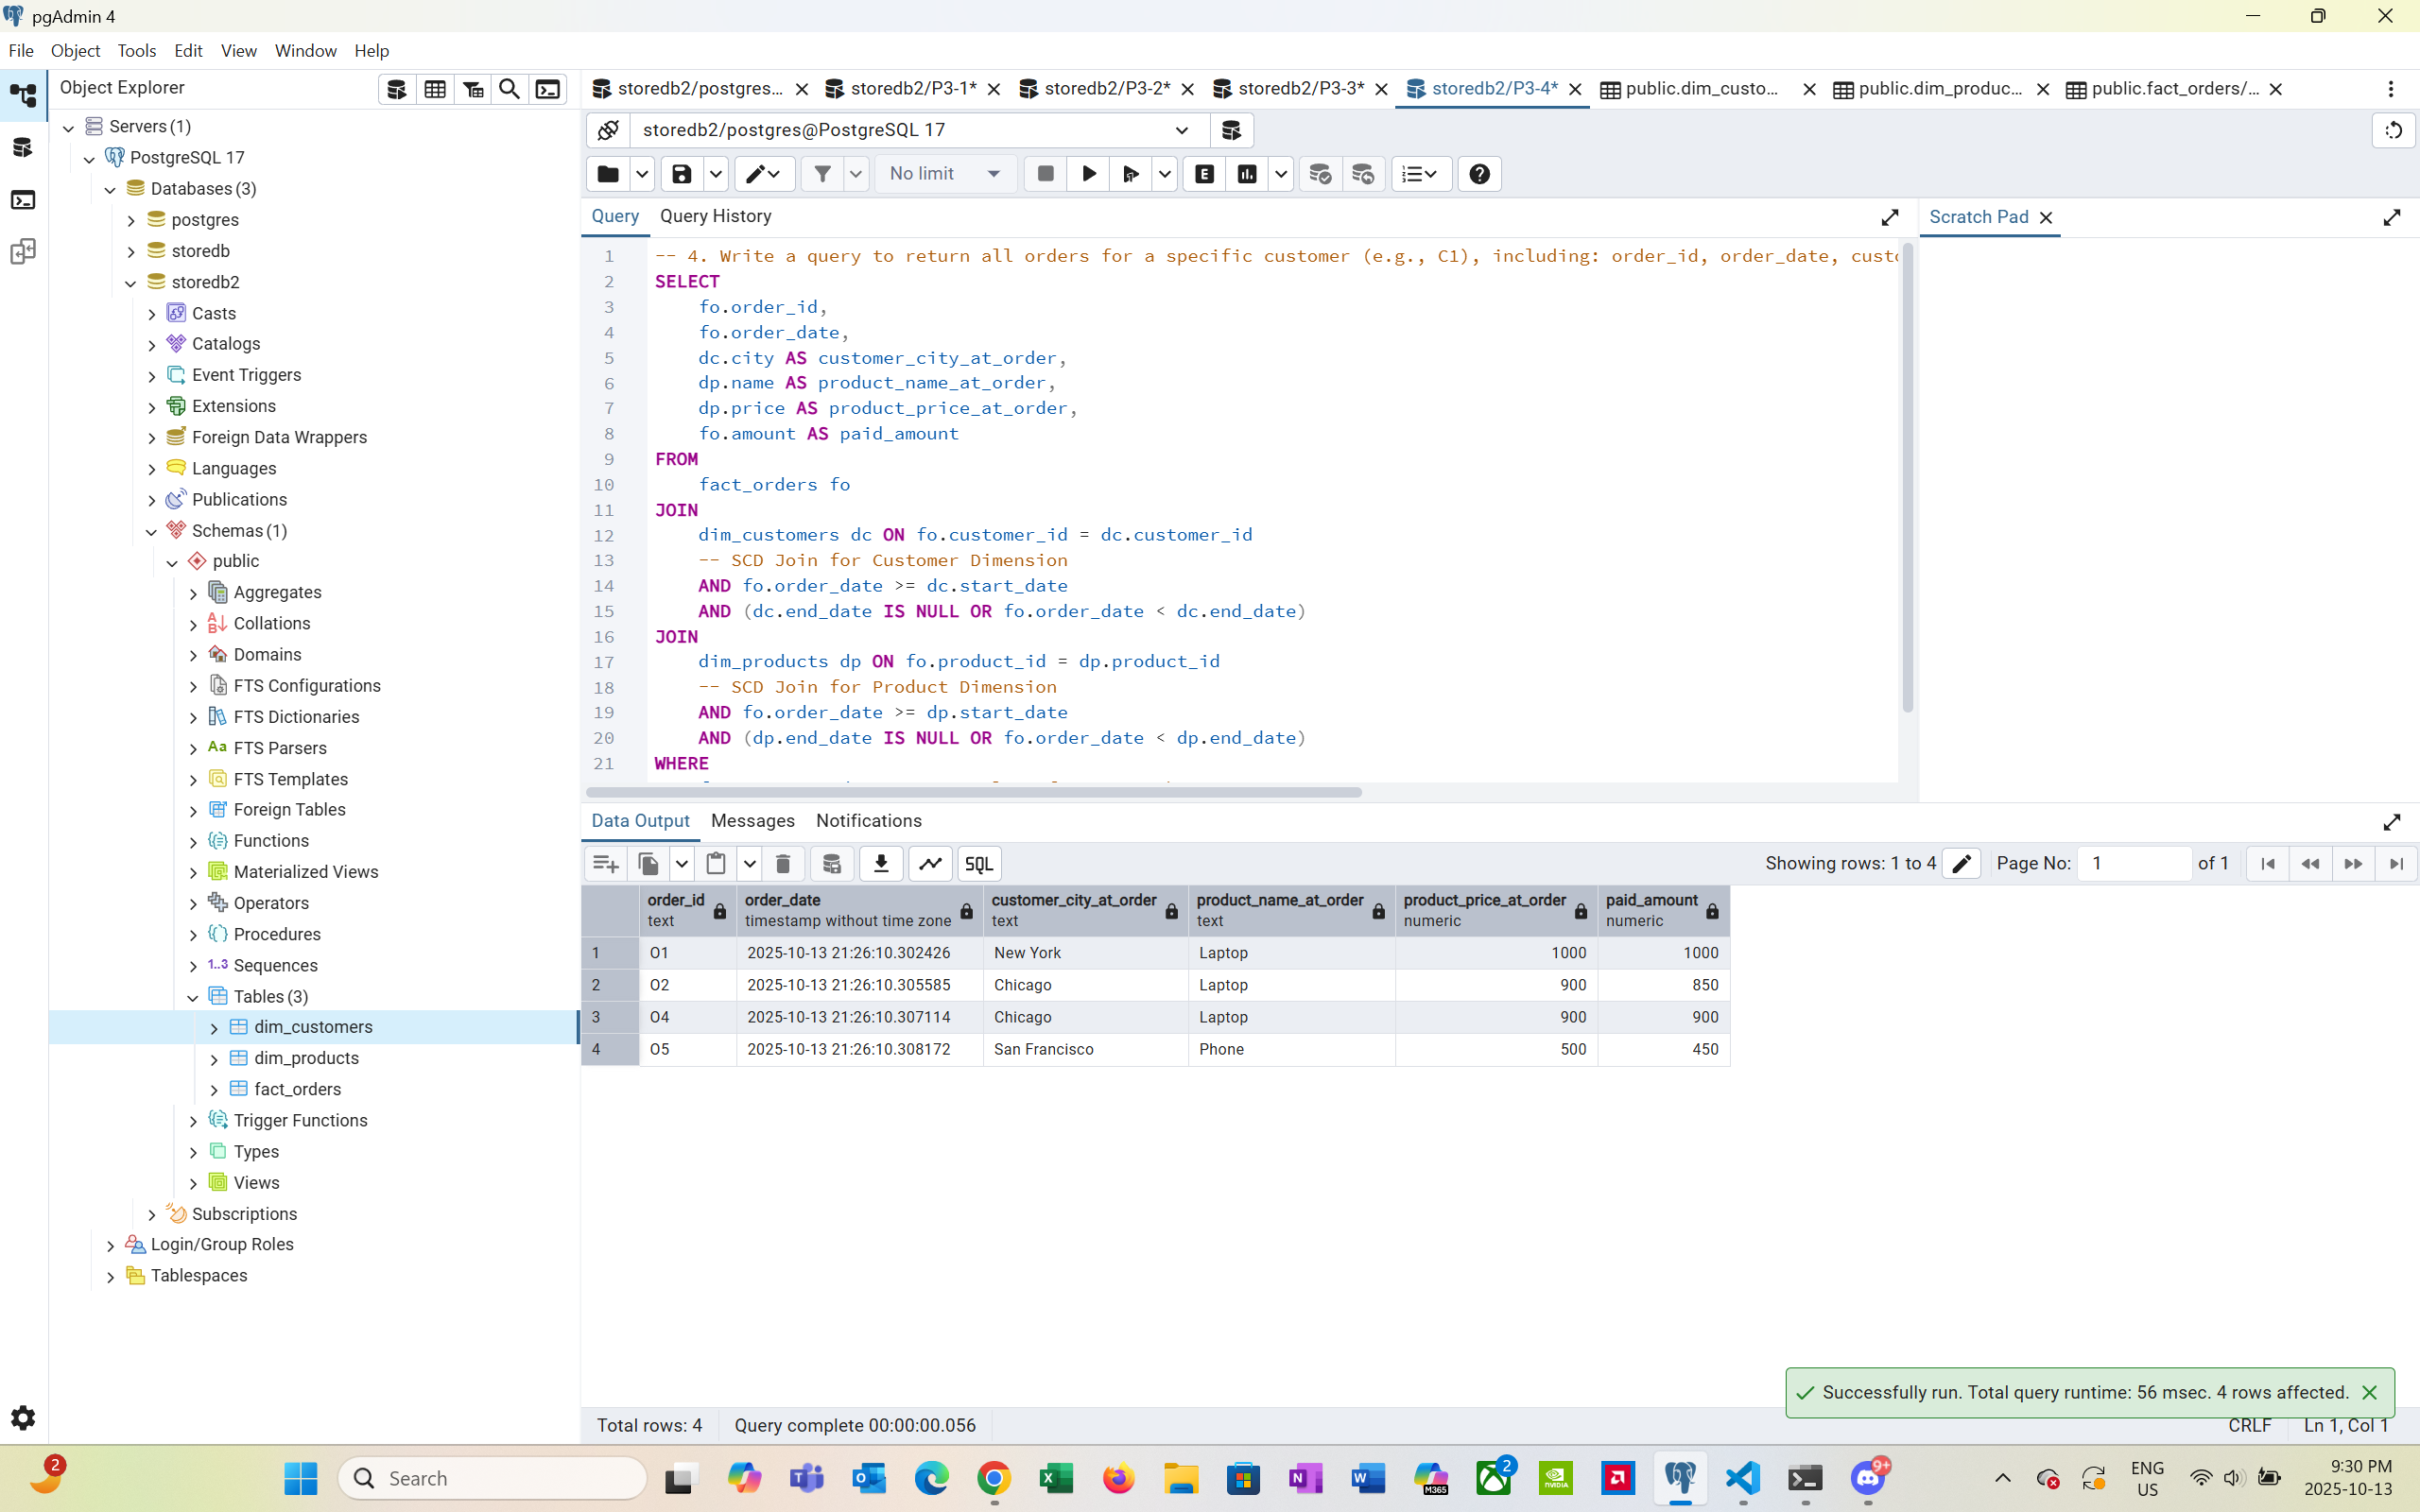 pgAdmin 4
File Object Tools Edit View Window Help
Object Explorer
storedb2/postgres...
storedb2/P3-1*
storedb2/P3-2*
storedb2/P3-3*
storedb2/P3-4*
public.dim_custo...
public.dim_produc...
public.fact_orders/...
Servers (1)
PostgreSQL 17
Databases (3)
postgres
storedb
storedb2
Casts
Catalogs
Event Triggers
Extensions
Foreign Data Wrappers
Languages
Publications
Schemas (1)
public
Aggregates
Collations
Domains
FTS Configurations
FTS Dictionaries
FTS Parsers
FTS Templates
Foreign Tables
Functions
Materialized Views
Operators
Procedures
1..3 Sequences
Tables (3)
dim_customers
dim_products
fact_orders
Trigger Functions
Types
Views
Subscriptions
Login/Group Roles
Tablespaces
storedb2/postgres@PostgreSQL 17
No limit
E
Query Query History
Scratch Pad
1 -- 4. Write a query to return all orders for a specific customer (e.g., C1), including: order_id, order_date, custo
2 SELECT
3 fo.order_id,
4 fo.order_date,
5 dc.city AS customer_city_at_order,
6 dp.name AS product_name_at_order,
7 dp.price AS product_price_at_order,
8 fo.amount AS paid_amount
9 FROM
10 fact_orders fo
11 JOIN
12 dim_customers dc ON fo.customer_id = dc.customer_id
13 -- SCD Join for Customer Dimension
14 AND fo.order_date >= dc.start_date
15 AND (dc.end_date IS NULL OR fo.order_date < dc.end_date)
16 JOIN
17 dim_products dp ON fo.product_id = dp.product_id
18 -- SCD Join for Product Dimension
19 AND fo.order_date >= dp.start_date
20 AND (dp.end_date IS NULL OR fo.order_date < dp.end_date)
21 WHERE
Data Output Messages Notifications
SQL
Showing rows: 1 to 4 Page No: 1 of 1
order_id order_date customer_city_at_order product_name_at_order product_price_at_order paid_amount
text timestamp without time zone text text numeric numeric
1 O1 2025-10-13 21:26:10.302426 New York Laptop 1000 1000
2 O2 2025-10-13 21:26:10.305585 Chicago Laptop 900 850
3 O4 2025-10-13 21:26:10.307114 Chicago Laptop 900 900
4 O5 2025-10-13 21:26:10.308172 San Francisco Phone 500 450
Successfully run. Total query runtime: 56 msec. 4 rows affected.
Total rows: 4 Query complete 00:00:00.056
CRLF Ln 1, Col 1
2
Search
M365
2
NVIDIA
9+
ENG
US
9:30 PM
2025-10-13